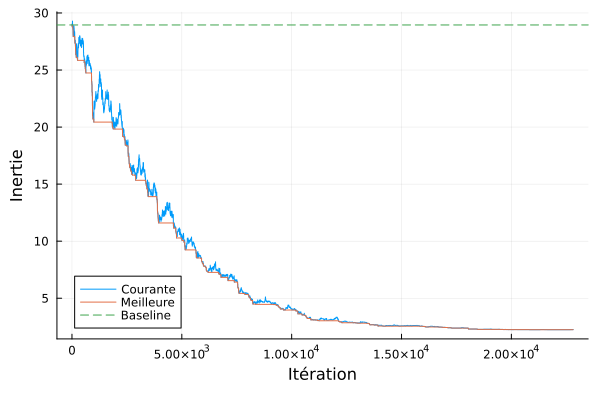 30
25
20
15
10
5
Inertie
Courante
Meilleure
Baseline
0
5.00×10³
1.00×10⁴
1.50×10⁴
2.00×10⁴
Itération